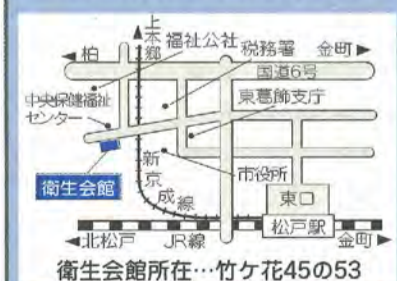 ◀柏
上本郷
福祉公社
税務署
金町▶
国道6号
中央保健福祉
センター
東葛飾支庁
衛生会館
新京成線
市役所
東口
松戸駅
◀北松戸
JR線
金町▶
衛生会館所在…竹ケ花45の53